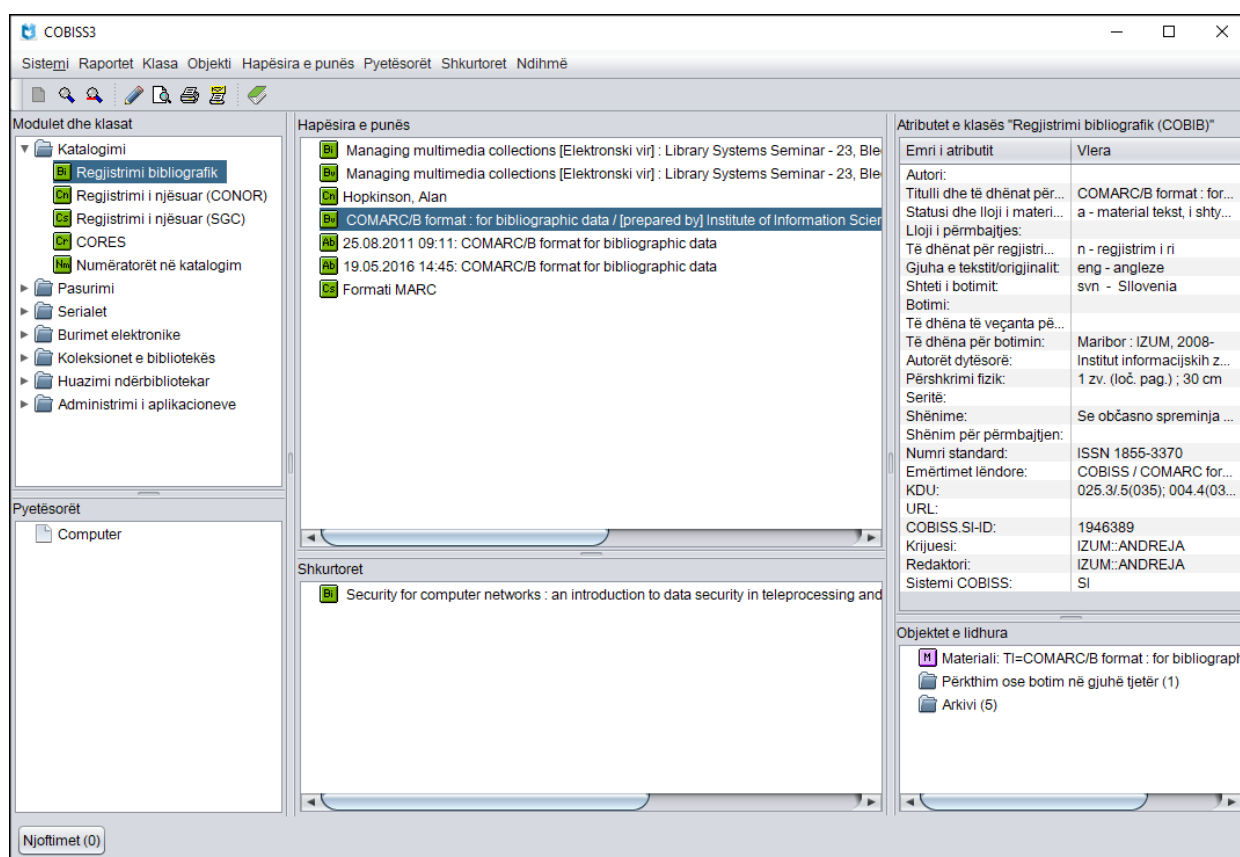 COBISS3
Sistemi Raportet Klasa Objekti Hapësira e punës Pyetësorët Shkurtoret Ndihmë
Modulet dhe klasat
Katalogimi
Bi Regjistrimi bibliografik
Cn Regjistrimi i njësuar (CONOR)
Cs Regjistrimi i njësuar (SGC)
Cr CORES
Nm Numëratorët në katalogim
Pasurimi
Serialet
Burimet elektronike
Koleksionet e bibliotekës
Huazimi ndërbibliotekar
Administrimi i aplikacioneve
Pyetësorët
Computer
Hapësira e punës
Bi Managing multimedia collections [Elektronski vir] : Library Systems Seminar - 23, Ble
Managing multimedia collections [Elektronski vir] : Library Systems Seminar - 23, Ble
Cn Hopkinson, Alan
COMARC/B format : for bibliographic data / [prepared by] Institute of Information Scien
Ab 25.08.2011 09:11: COMARC/B format for bibliographic data
Ab 19.05.2016 14:45: COMARC/B format for bibliographic data
Cs Formati MARC
Shkurtoret
Bi Security for computer networks : an introduction to data security in teleprocessing and
Atributet e klasës "Regjistrimi bibliografik (COBIB)"
Emri i atributit Vlera
Autori:
Titulli dhe të dhënat për... COMARC/B format : for...
Statusi dhe lloji i materi... a - material tekst, i shty...
Lloji i përmbajtjes:
Të dhënat për regjistri... n - regjistrim i ri
Gjuha e tekstit/origjinalit: eng - angleze
Shteti i botimit: svn - Sllovenia
Botimi:
Të dhëna të veçanta pë...
Të dhëna për botimin: Maribor : IZUM, 2008-
Autorët dytësorë: Institut informacijskih z...
Përshkrimi fizik: 1 zv. (loč. pag.) ; 30 cm
Seritë:
Shënime: Se občasno spreminja ...
Shënim për përmbajtjen:
Numri standard: ISSN 1855-3370
Emërtimet lëndore: COBISS / COMARC for...
KDU: 025.3/.5(035); 004.4(03...
URL:
COBISS.SI-ID: 1946389
Krijuesi: IZUM::ANDREJA
Redaktori: IZUM::ANDREJA
Sistemi COBISS: SI
Objektet e lidhura
M Materiali: TI=COMARC/B format : for bibliograph
Përkthim ose botim në gjuhë tjetër (1)
Arkivi (5)
Njoftimet (0)